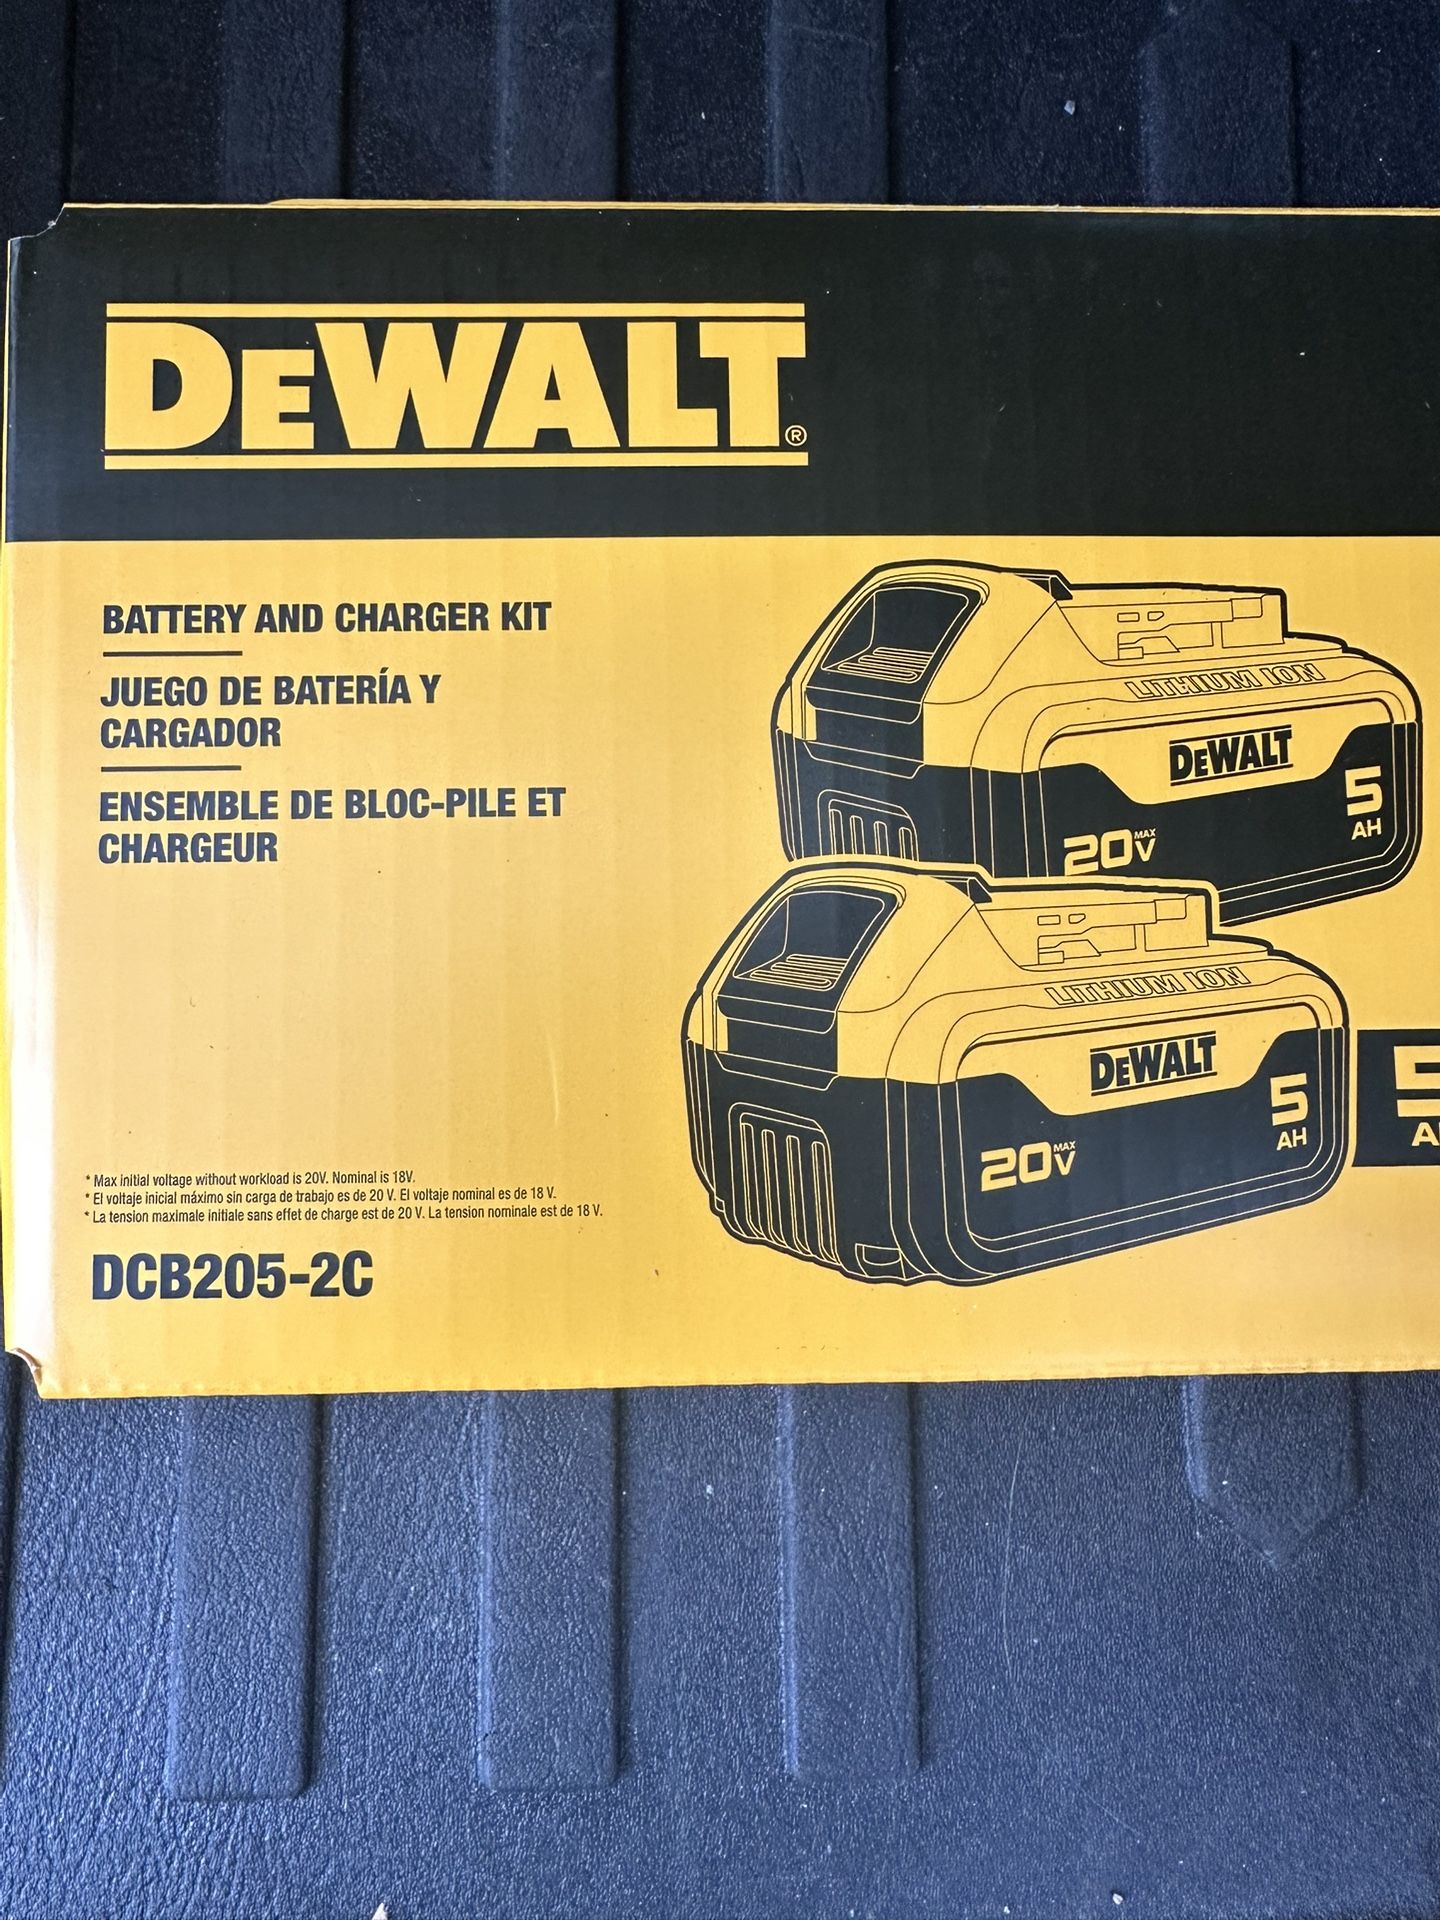 DEWALT®
BATTERY AND CHARGER KIT
JUEGO DE BATERÍA Y
CARGADOR
ENSEMBLE DE BLOC-PILE ET
CHARGEUR
LITHIUM ION
DEWALT
5
AH
20V MAX
LITHIUM ION
DEWALT
5
AH
20V MAX
5
* Max initial voltage without workload is 20V. Nominal is 18V.
* El voltaje inicial máximo sin carga de trabajo es de 20 V. El voltaje nominal es de 18 V.
* La tension maximale initiale sans effet de charge est de 20 V. La tension nominale est de 18 V.
DCB205-2C